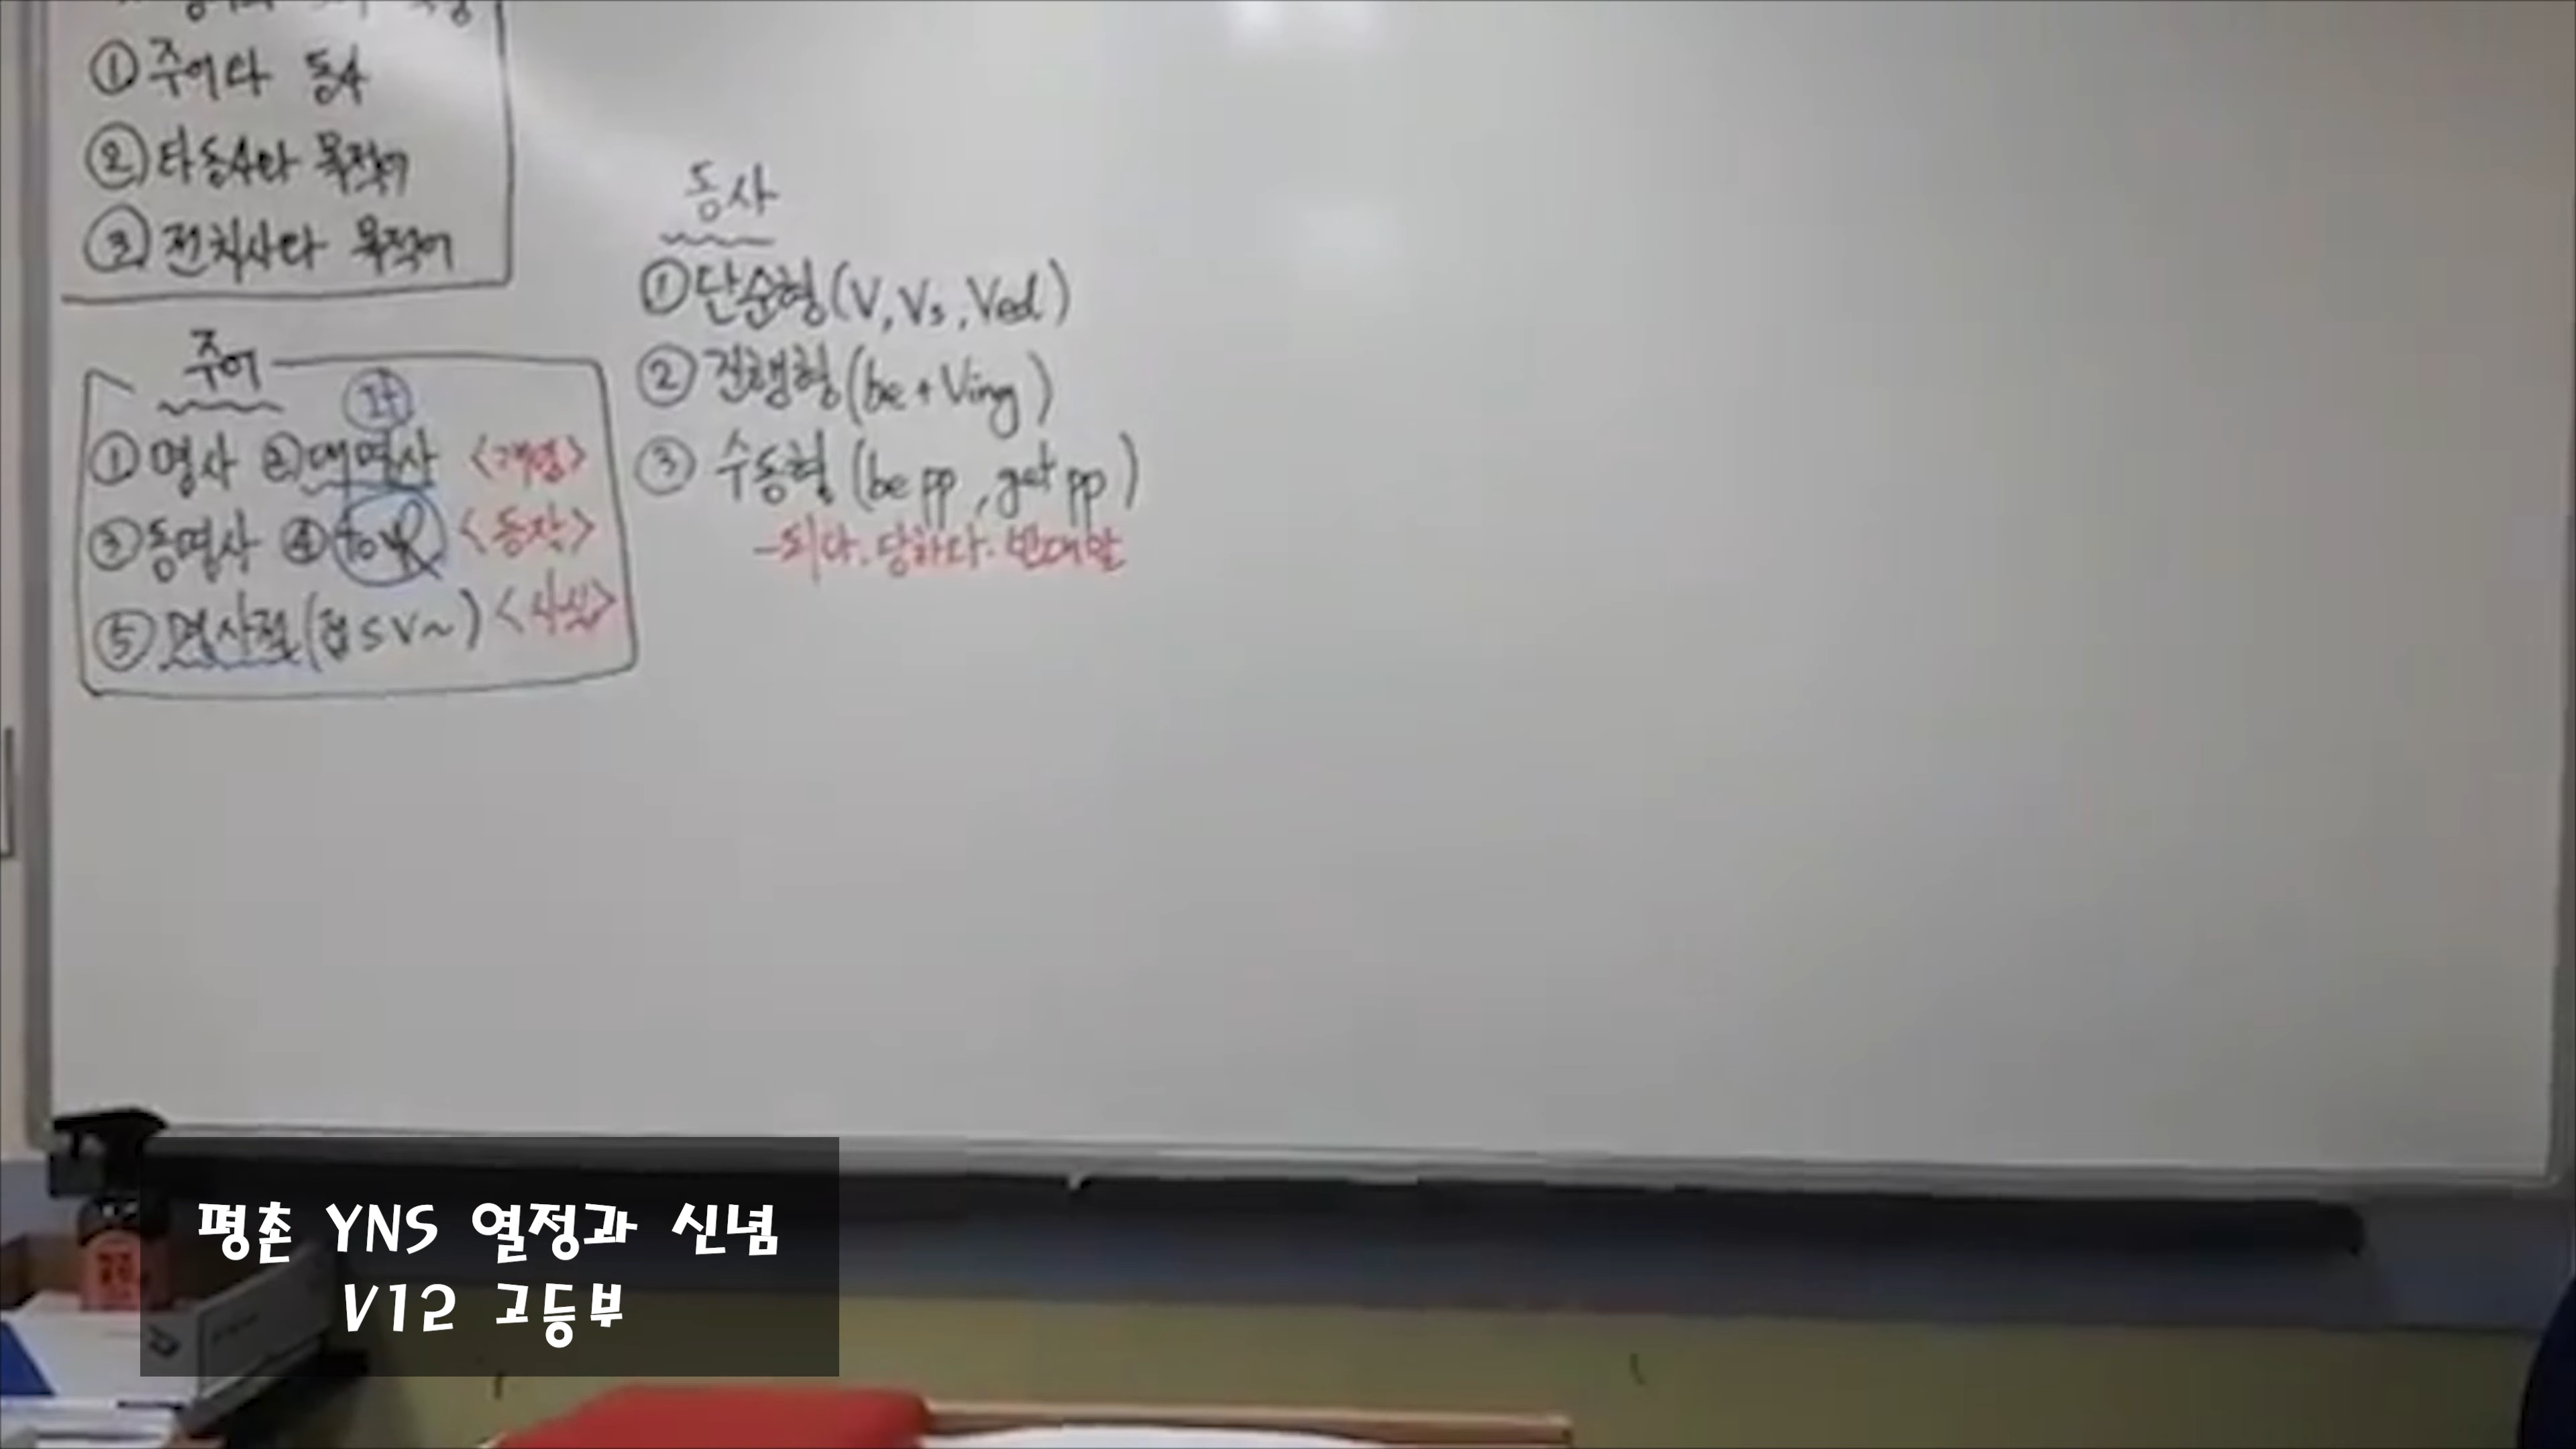 ① 주어와 동사
② 타동사와 목적어
③ 전치사와 목적어
주어
① 명사 ② 대명사 <개념>
③ 동명사 ④ to VR <동작>
⑤ 명사절 (접 S V ~) <사실>
동사
① 단순형 (V, Vs, Ved)
② 진행형 (be + Ving)
③ 수동형 (be pp, get pp)
-되다. 당하다. 반대말
평촌 YNS 열정과 신념
V12 고등부